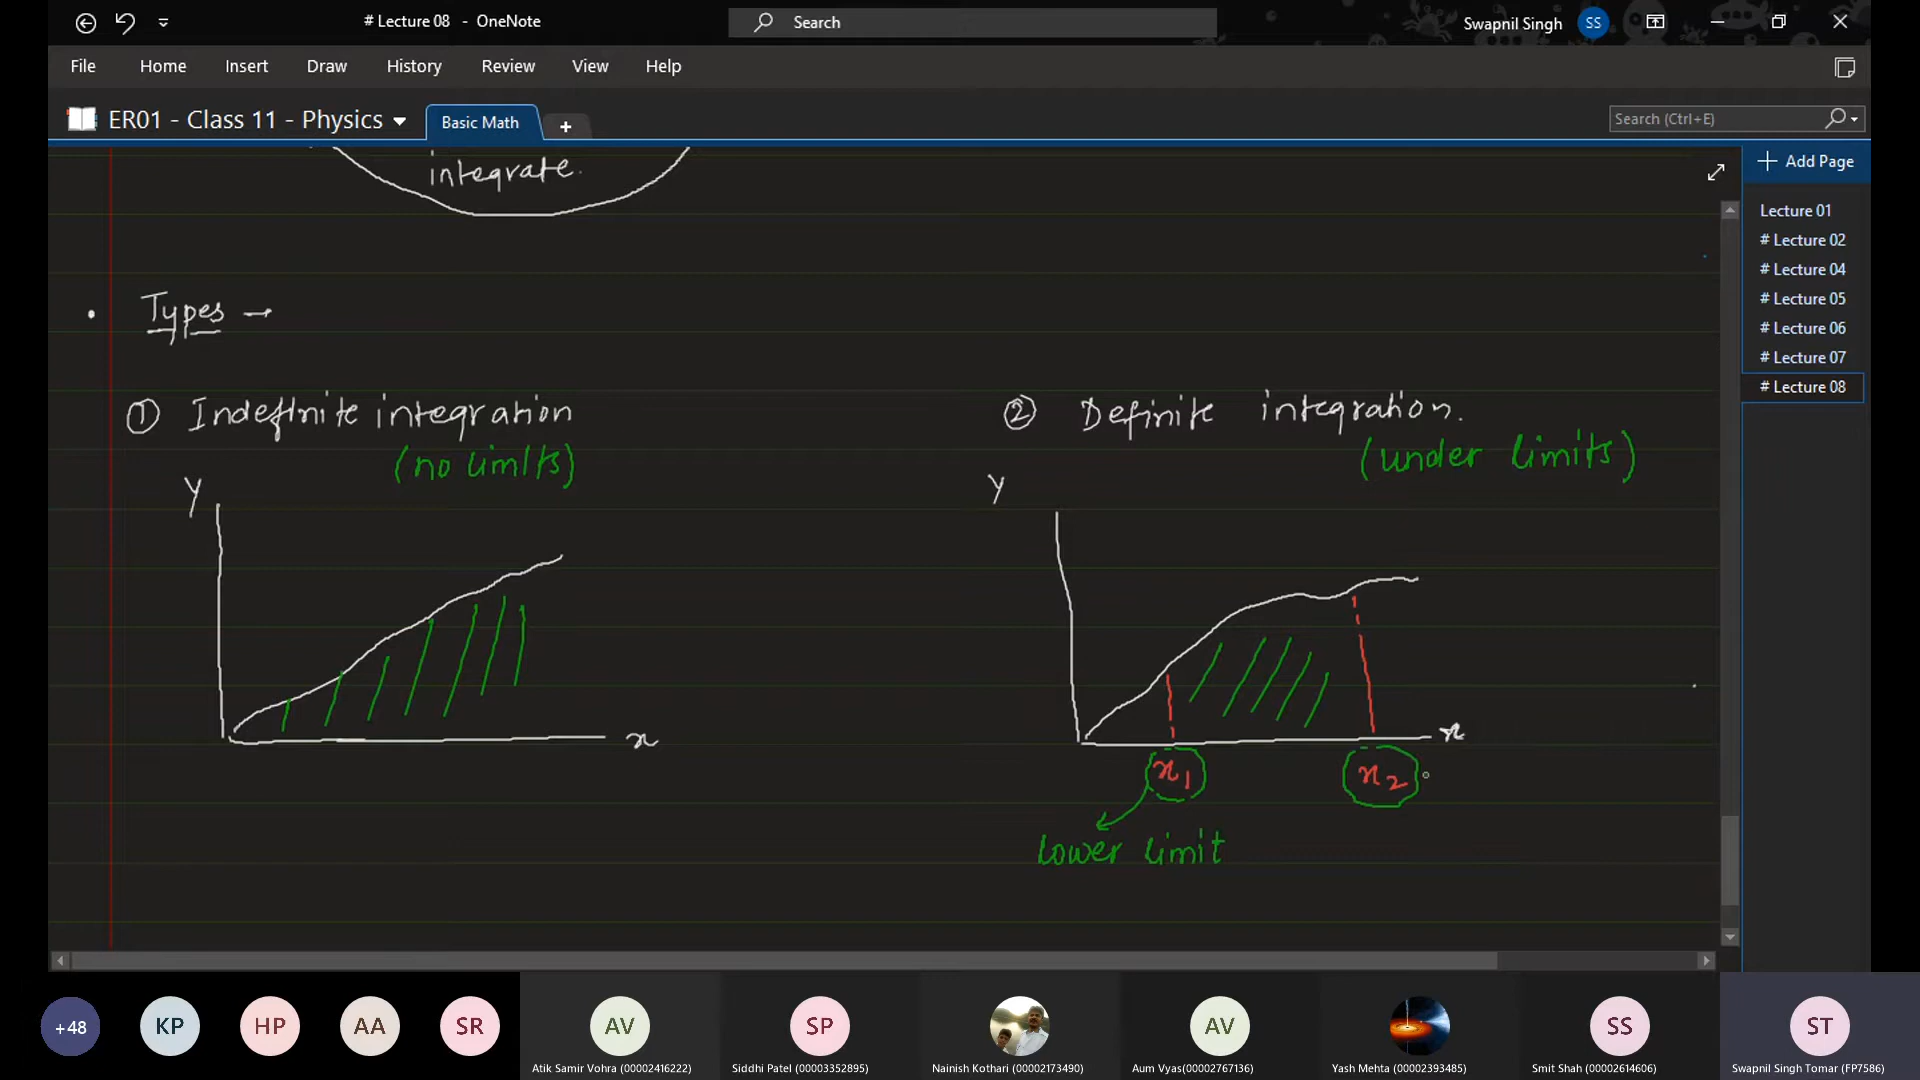 # Lecture 08 - OneNote
Search
Swapnil Singh
SS
File Home Insert Draw History Review View Help
ER01 - Class 11 - Physics
Basic Math
+
Search (Ctrl+E)
Add Page
Lecture 01
# Lecture 02
# Lecture 04
# Lecture 05
# Lecture 06
# Lecture 07
# Lecture 08
integrate.
• Types →
① Indefinite integration
(no limits)
y
x
② Definite integration.
(under limits)
y
x
x1
x2
Lower limit
+48
KP
HP
AA
SR
AV
Atik Samir Vohra (00002416222)
SP
Siddhi Patel (00003352895)
Nainish Kothari (00002173490)
AV
Aum Vyas(00002767136)
Yash Mehta (00002393485)
SS
Smit Shah (00002614606)
ST
Swapnil Singh Tomar (FP7586)